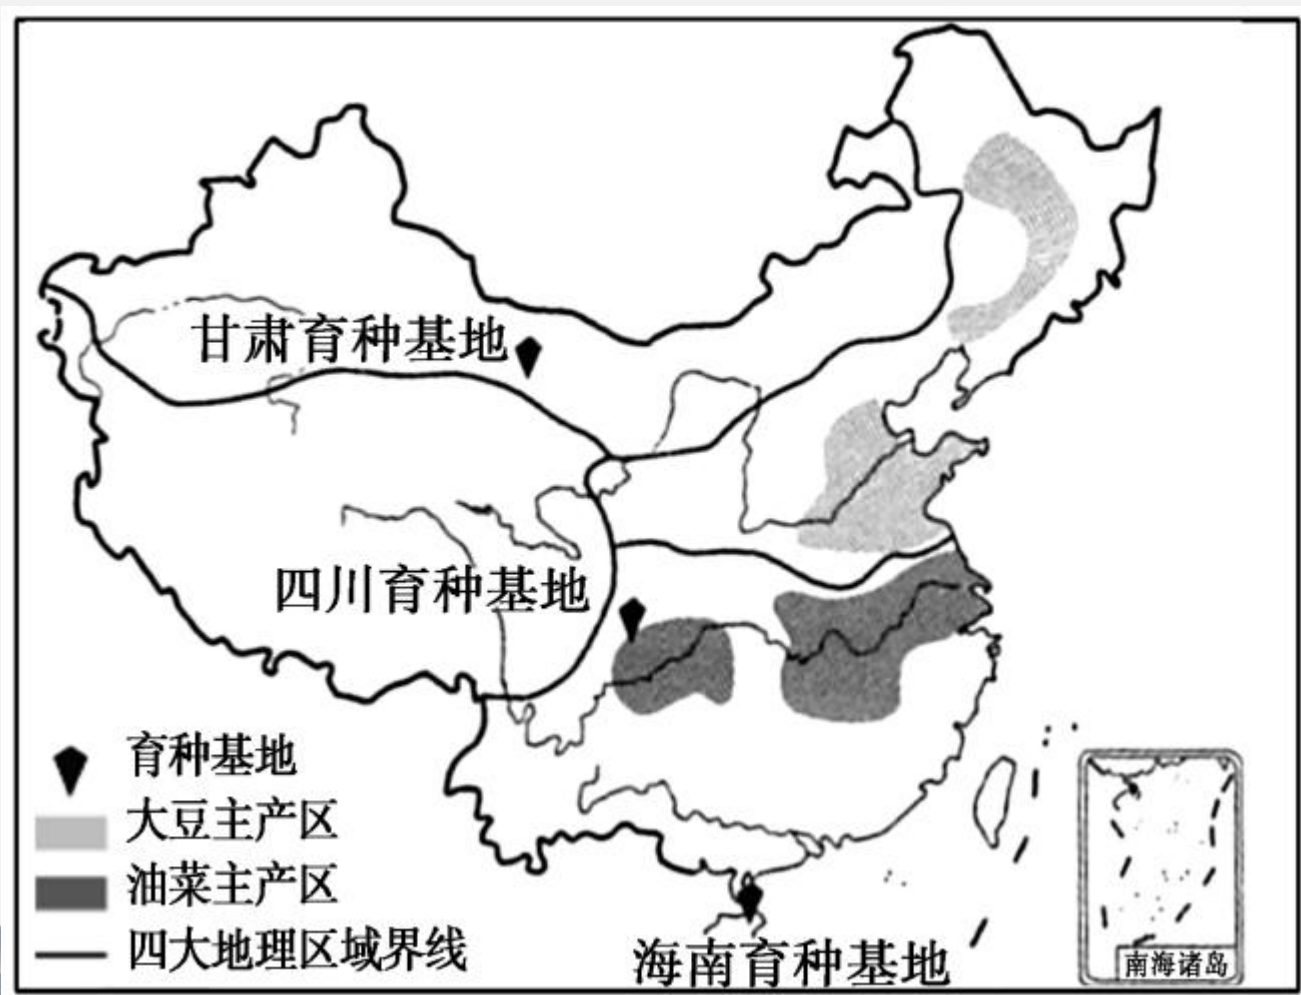 甘肃育种基地
四川育种基地
育种基地
大豆主产区
油菜主产区
四大地理区域界线
海南育种基地
南海诸岛